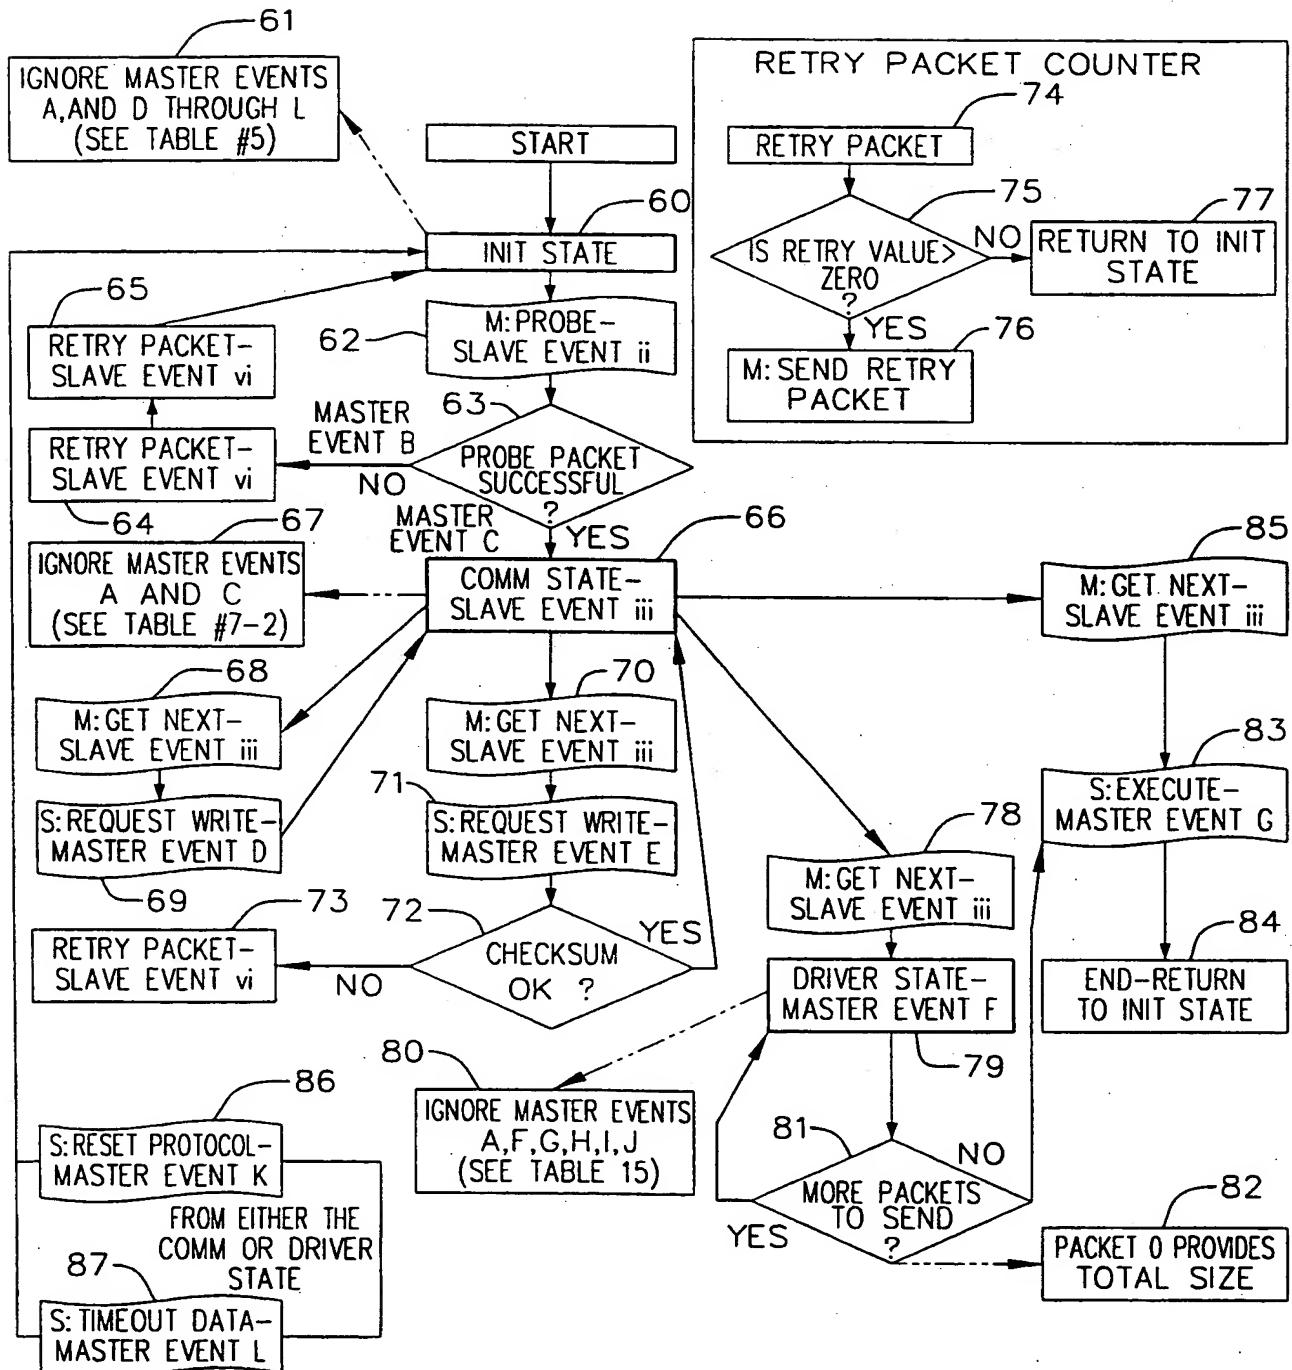 61
IGNORE MASTER EVENTS
A,AND D THROUGH L
(SEE TABLE #5)
START
60
INIT STATE
RETRY PACKET COUNTER
74
RETRY PACKET
75
IS RETRY VALUE>
ZERO
?
NO
77
RETURN TO INIT
STATE
YES
76
M:SEND RETRY
PACKET
65
RETRY PACKET-
SLAVE EVENT vi
62
M:PROBE-
SLAVE EVENT ii
63
MASTER
EVENT B
PROBE PACKET
SUCCESSFUL
?
NO
RETRY PACKET-
SLAVE EVENT vi
64
67
MASTER
EVENT C
YES
66
IGNORE MASTER EVENTS
A AND C
(SEE TABLE #7-2)
COMM STATE-
SLAVE EVENT iii
85
M:GET NEXT-
SLAVE EVENT iii
68
M:GET NEXT-
SLAVE EVENT iii
70
M:GET NEXT-
SLAVE EVENT iii
83
S:EXECUTE-
MASTER EVENT G
S:REQUEST WRITE-
MASTER EVENT D
69
71
S:REQUEST WRITE-
MASTER EVENT E
78
M:GET NEXT-
SLAVE EVENT iii
73
RETRY PACKET-
SLAVE EVENT vi
72
CHECKSUM
OK ?
YES
NO
DRIVER STATE-
MASTER EVENT F
79
84
END-RETURN
TO INIT STATE
80
IGNORE MASTER EVENTS
A,F,G,H,I,J
(SEE TABLE 15)
81
MORE PACKETS
TO SEND
?
NO
YES
82
PACKET 0 PROVIDES
TOTAL SIZE
86
S:RESET PROTOCOL-
MASTER EVENT K
FROM EITHER THE
COMM OR DRIVER
STATE
87
S:TIMEOUT DATA-
MASTER EVENT L